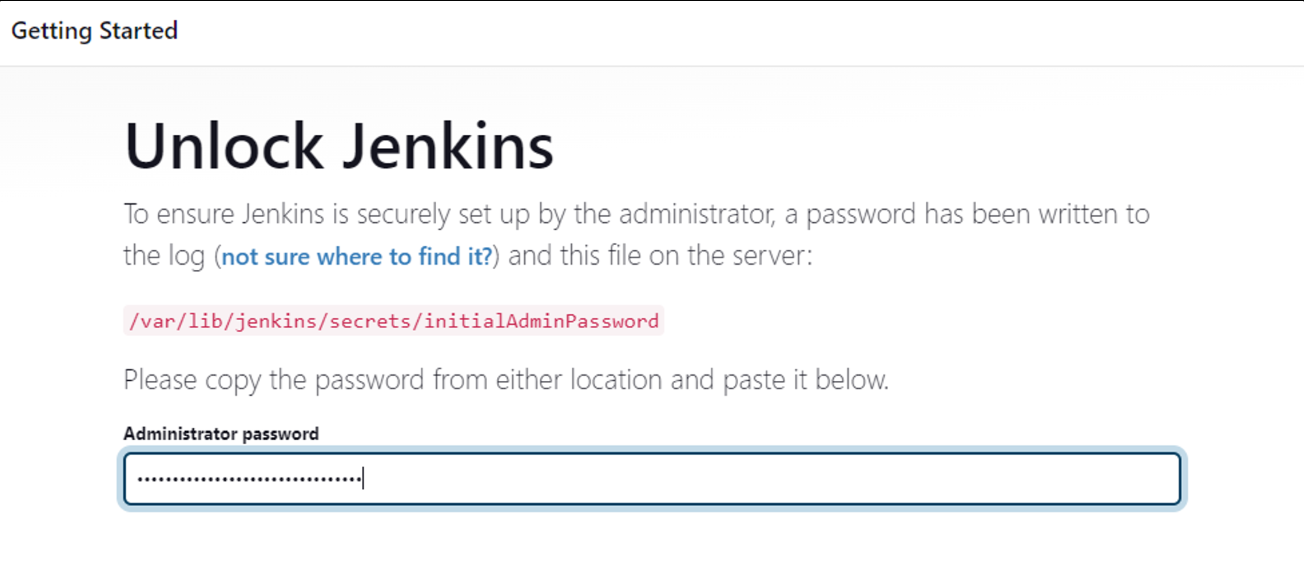 Getting Started
Unlock Jenkins
To ensure Jenkins is securely set up by the administrator, a password has been written to
the log (not sure where to find it?) and this file on the server:
/var/lib/jenkins/secrets/initialAdminPassword
Please copy the password from either location and paste it below.
Administrator password
••••••••••••••••••••••••••••••••